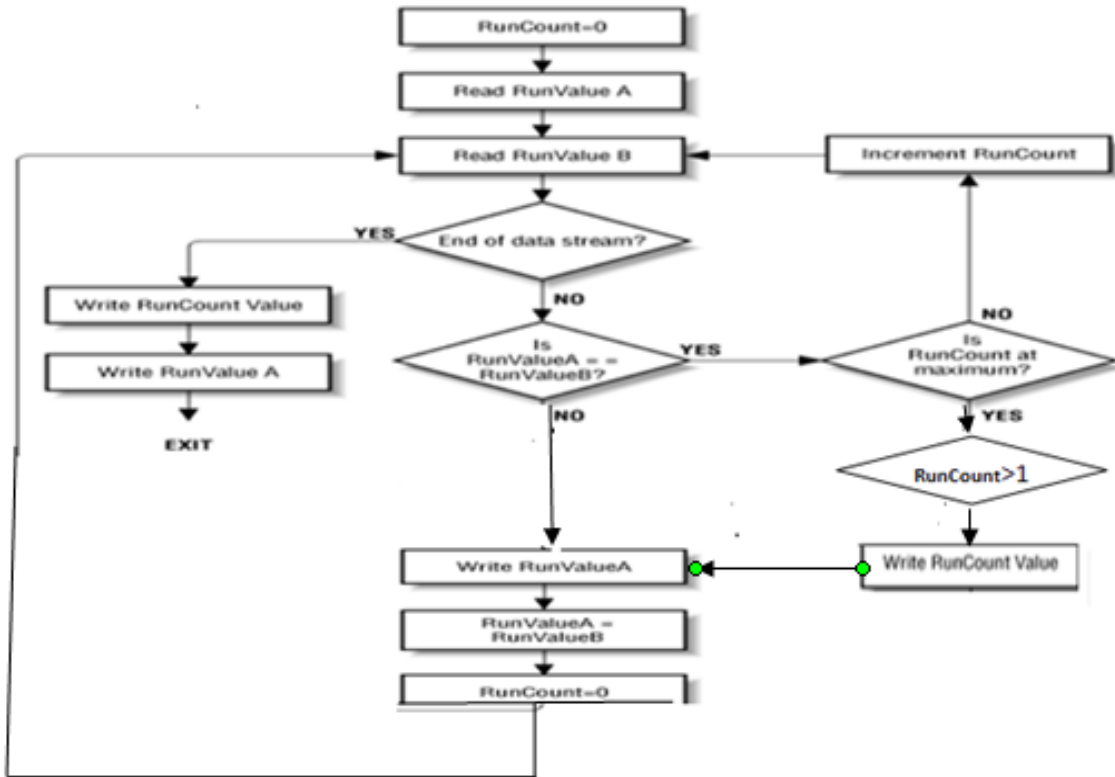 RunCount=0
Read RunValue A
Read RunValue B
Increment RunCount
End of data stream?
YES
NO
Write RunCount Value
Write RunValue A
EXIT
Is
RunValueA = =
RunValueB?
YES
NO
Is
RunCount at
maximum?
NO
YES
RunCount>1
Write RunCount Value
Write RunValueA
RunValueA =
RunValueB
RunCount=0